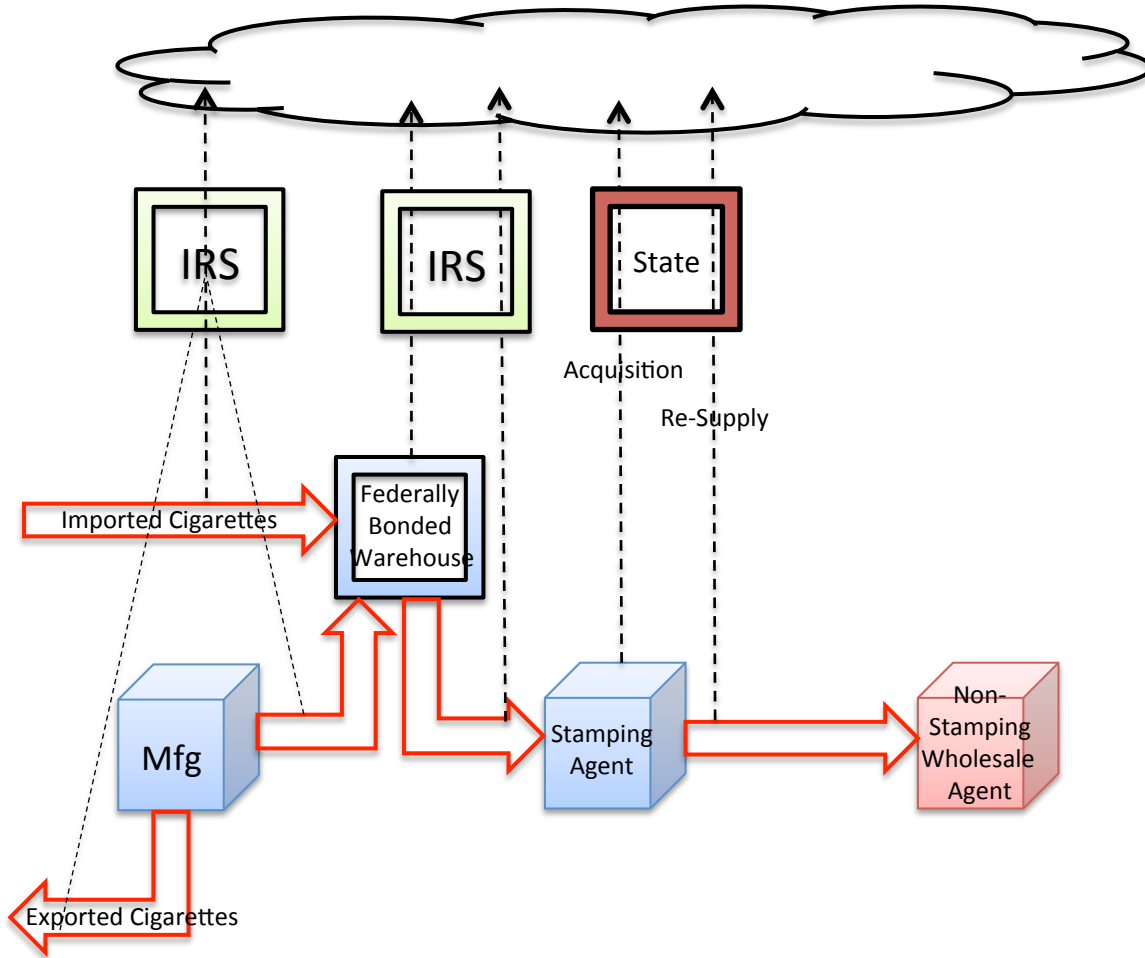 IRS
IRS
State
Acquisition
Re-Supply
Imported Cigarettes
Federally
Bonded
Warehouse
Mfg
Stamping
Agent
Non-
Stamping
Wholesale
Agent
Exported Cigarettes